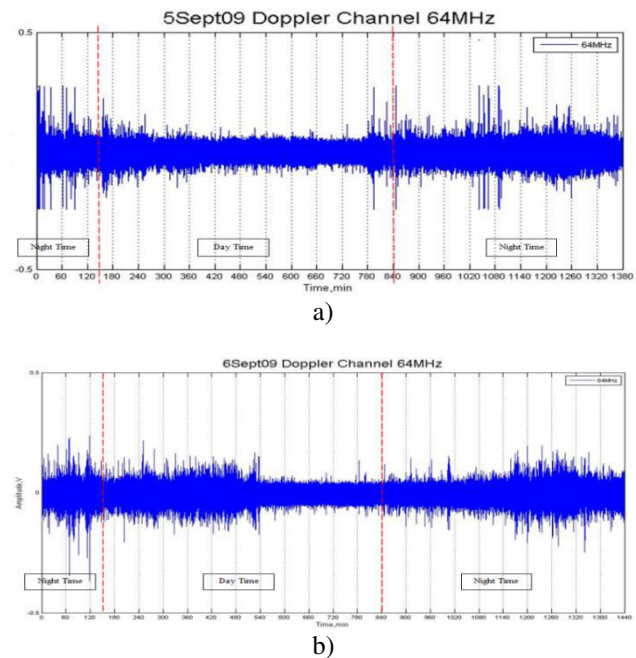 5Sept09 Doppler Channel 64MHz
0.5
64MHz
Night Time
Day Time
Night Time
-0.5
0 60 120 180 240 300 360 420 480 540 600 660 720 780 840 900 960 1020 1080 1140 1200 1260 1320 1380
Time,min
a)
6Sept09 Doppler Channel 64MHz
0.5
64MHz
Amplitude,V
0
Night Time
Day Time
Night Time
-0.5
0 60 120 180 240 300 360 420 480 540 600 660 720 780 840 900 960 1020 1080 1140 1200 1260 1320 1380 1440
Time,min
b)